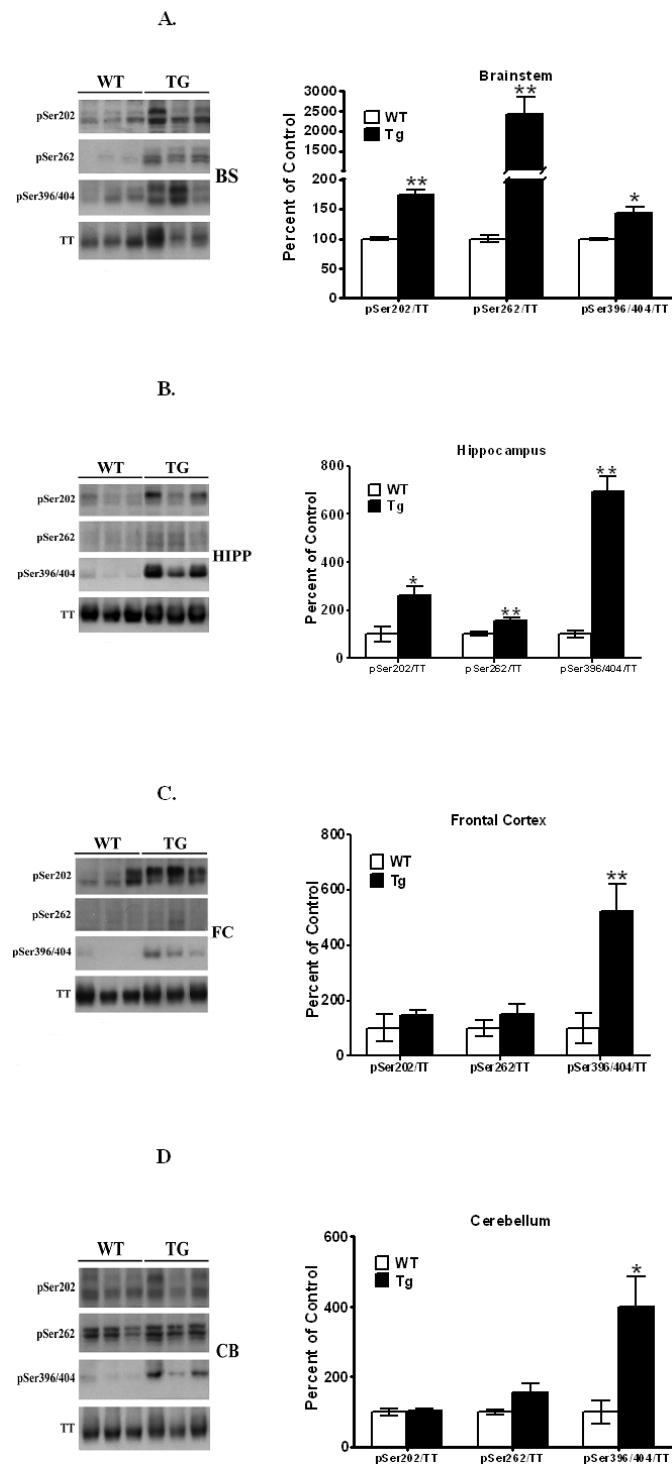 A.
WT TG
pSer202
pSer262
pSer396/404
TT
BS
Brainstem
WT
Tg
Percent of Control
3000
2500
2000
1500
1000
500
200
150
100
50
0
**
**
*
pSer202/TT pSer262/TT pSer396/404/TT
B.
WT TG
pSer202
pSer262
pSer396/404
TT
HIPP
Hippocampus
WT
Tg
Percent of Control
800
600
400
200
0
*
**
**
pSer202/TT pSer262/TT pSer396/404/TT
C.
WT TG
pSer202
pSer262
pSer396/404
TT
FC
Frontal Cortex
WT
Tg
Percent of Control
800
600
400
200
0
**
pSer202/TT pSer262/TT pSer396/404/TT
D
WT TG
pSer202
pSer262
pSer396/404
TT
CB
Cerebellum
WT
Tg
Percent of Control
600
400
200
0
*
pSer202/TT pSer262/TT pSer396/404/TT